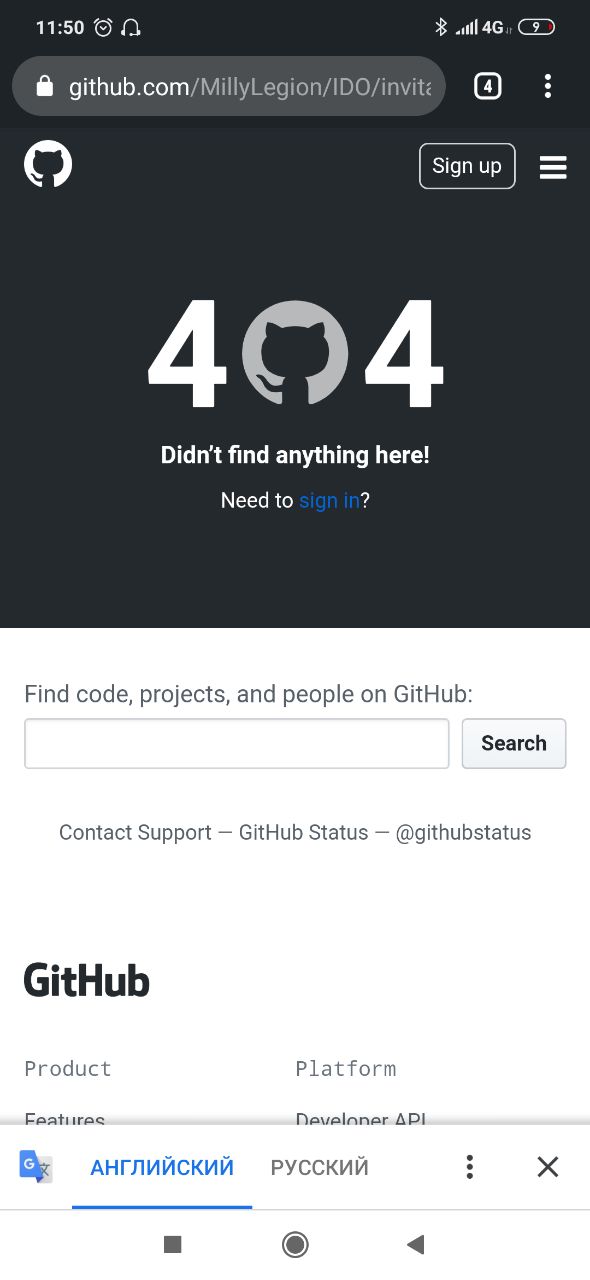 11:50 4G 9
github.com/MillyLegion/IDO/invita
4
Sign up
4 4
Didn’t find anything here!
Need to sign in?
Find code, projects, and people on GitHub:
Search
Contact Support — GitHub Status — @githubstatus
GitHub
Product Platform
Features Developer API
АНГЛИЙСКИЙ РУССКИЙ